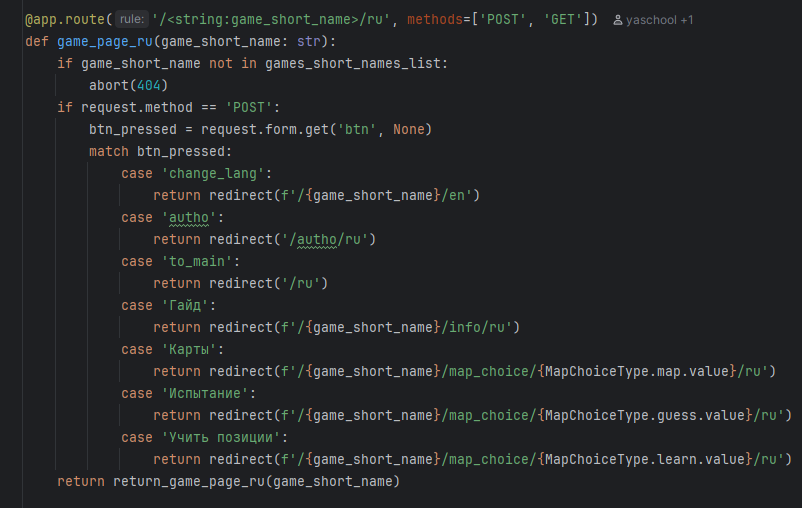 @app.route( rule: '/<string:game_short_name>/ru', methods=['POST', 'GET']) yaschool +1
def game_page_ru(game_short_name: str):
    if game_short_name not in games_short_names_list:
        abort(404)
    if request.method == 'POST':
        btn_pressed = request.form.get('btn', None)
        match btn_pressed:
            case 'change_lang':
                return redirect(f'/{game_short_name}/en')
            case 'autho':
                return redirect('/autho/ru')
            case 'to_main':
                return redirect('/ru')
            case 'Гайд':
                return redirect(f'/{game_short_name}/info/ru')
            case 'Карты':
                return redirect(f'/{game_short_name}/map_choice/{MapChoiceType.map.value}/ru')
            case 'Испытание':
                return redirect(f'/{game_short_name}/map_choice/{MapChoiceType.guess.value}/ru')
            case 'Учить позиции':
                return redirect(f'/{game_short_name}/map_choice/{MapChoiceType.learn.value}/ru')
    return return_game_page_ru(game_short_name)